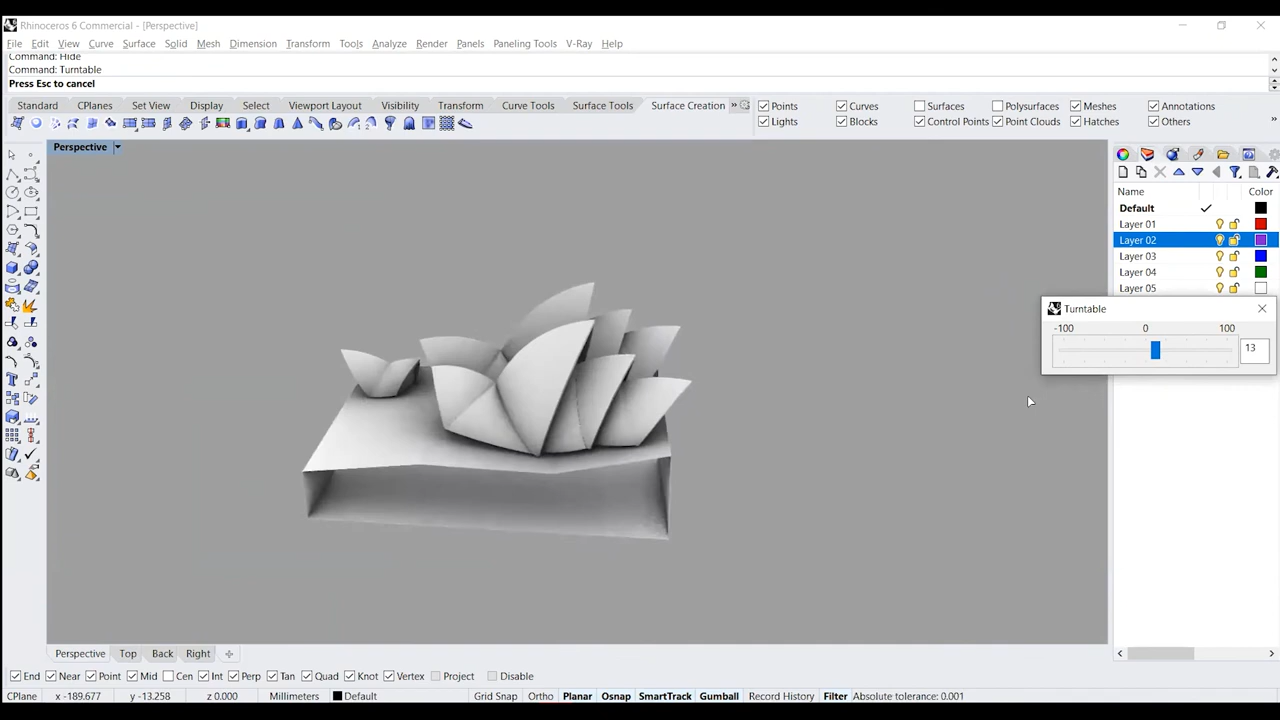 Rhinoceros 6 Commercial - [Perspective]
File Edit View Curve Surface Solid Mesh Dimension Transform Tools Analyze Render Panels Paneling Tools V-Ray Help
Command: Hide
Command: Turntable
Press Esc to cancel
Standard CPlanes Set View Display Select Viewport Layout Visibility Transform Curve Tools Surface Tools Surface Creation »
Points Curves Surfaces Polysurfaces Meshes Annotations
Lights Blocks Control Points Point Clouds Hatches Others »
Perspective
Name Color
Default
Layer 01
Layer 02
Layer 03
Layer 04
Layer 05
Turntable
-100 0 100
13
Perspective Top Back Right
End Near Point Mid Cen Int Perp Tan Quad Knot Vertex Project Disable
CPlane x -189.677 y -13.258 z 0.000 Millimeters Default Grid Snap Ortho Planar Osnap SmartTrack Gumball Record History Filter Absolute tolerance: 0.001